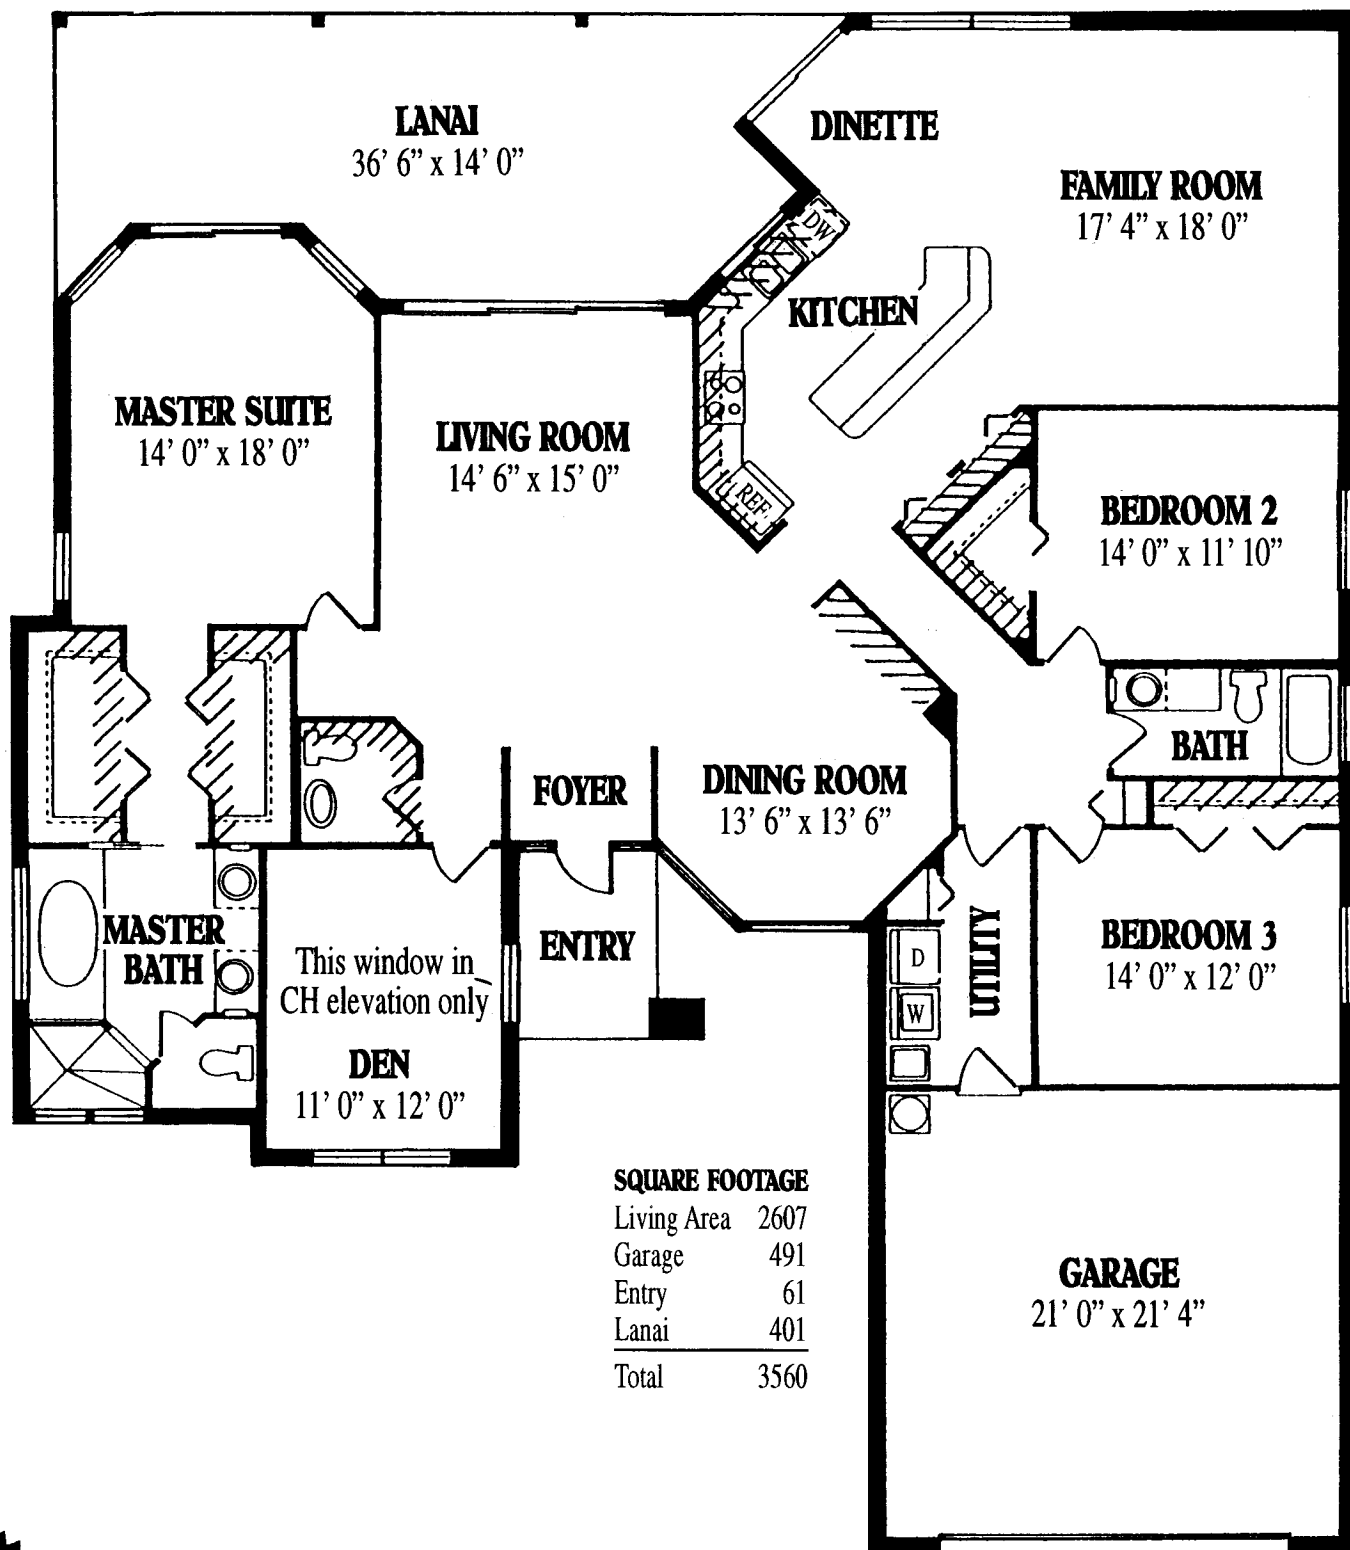 LANAI
36' 6" x 14' 0"
DINETTE
FAMILY ROOM
17' 4" x 18' 0"
DW
KITCHEN
MASTER SUITE
14' 0" x 18' 0"
LIVING ROOM
14' 6" x 15' 0"
REF.
BEDROOM 2
14' 0" x 11' 10"
BATH
FOYER
DINING ROOM
13' 6" x 13' 6"
MASTER
BATH
ENTRY
UTILITY
D
W
BEDROOM 3
14' 0" x 12' 0"
This window in
CH elevation only
DEN
11' 0" x 12' 0"
SQUARE FOOTAGE
Living Area 2607
Garage 491
Entry 61
Lanai 401
Total 3560
GARAGE
21' 0" x 21' 4"